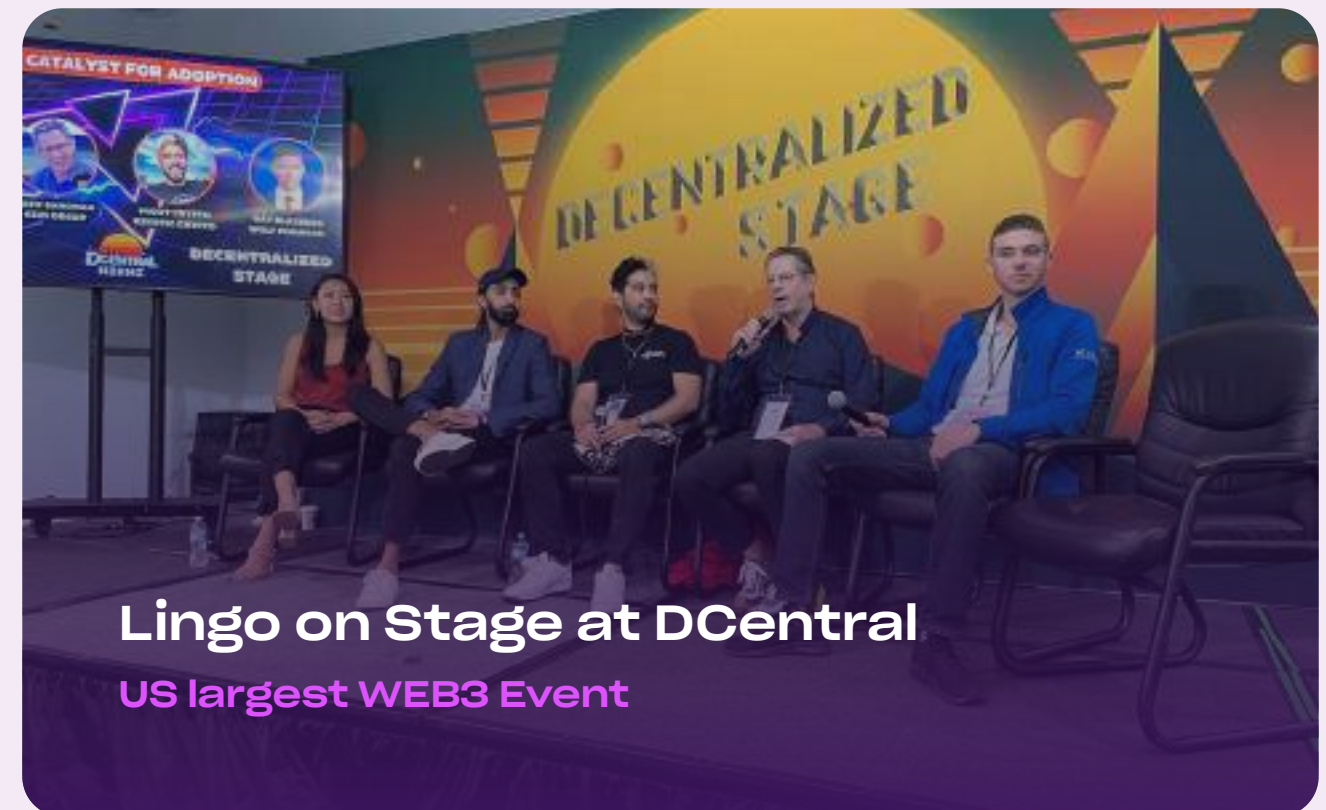 CATALYST FOR ADOPTION
DCENTRAL
DECENTRALIZED
STAGE
DECENTRALIZED
STAGE
Lingo on Stage at DCentral
US largest WEB3 Event